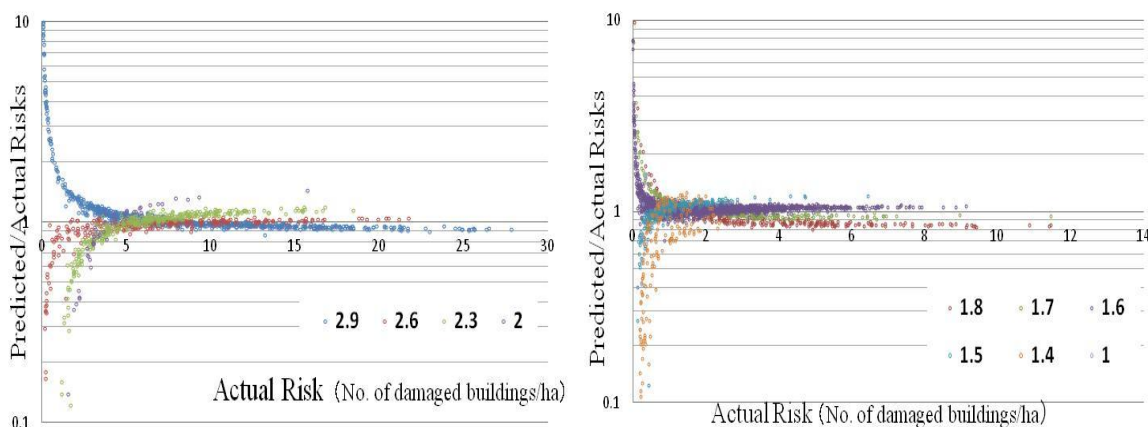 10
Predicted/Actual Risks
1
0 5 10 15 20 25 30
2.9 2.6 2.3 2
Actual Risk (No. of damaged buildings/ha)
0.1
10
Predicted/Actual Risks
1
0 2 4 6 8 10 12 14
1.8 1.7 1.6
1.5 1.4 1
0.1
Actual Risk (No. of damaged buildings/ha)